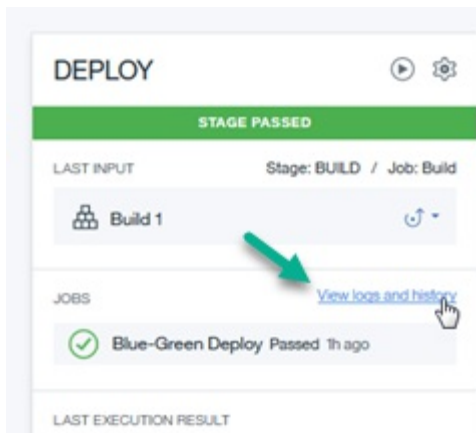 DEPLOY
STAGE PASSED
LAST INPUT Stage: BUILD / Job: Build
Build 1
JOBS View logs and history
Blue-Green Deploy Passed 1h ago
LAST EXECUTION RESULT